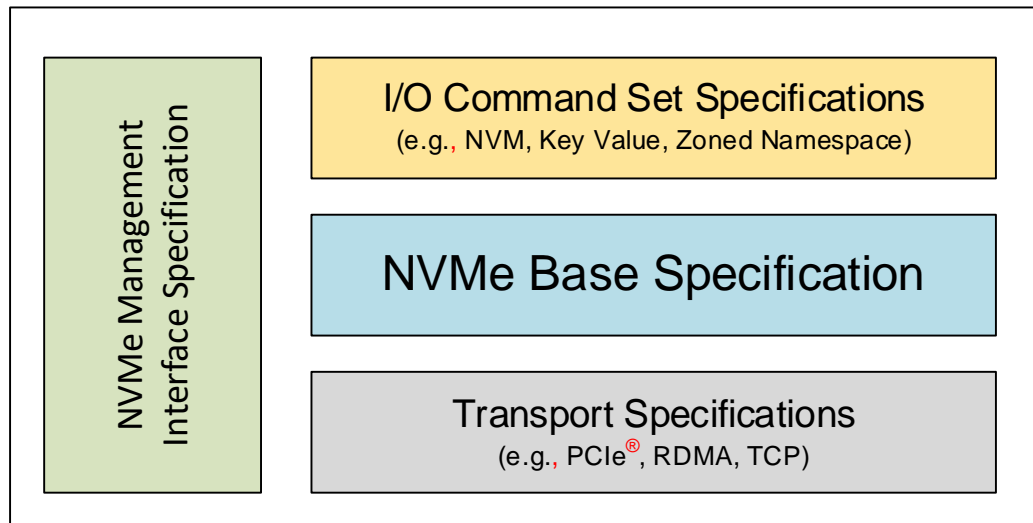 NVMe Management
Interface Specification
I/O Command Set Specifications
(e.g., NVM, Key Value, Zoned Namespace)
NVMe Base Specification
Transport Specifications
(e.g., PCIe®, RDMA, TCP)